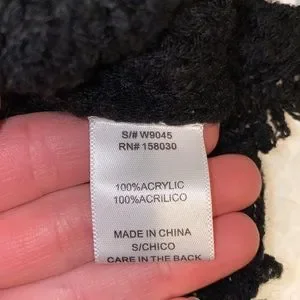 S/# W9045
RN# 158030
100%ACRYLIC
100%ACRILICO
MADE IN CHINA
S/CHICO
CARE IN THE BACK